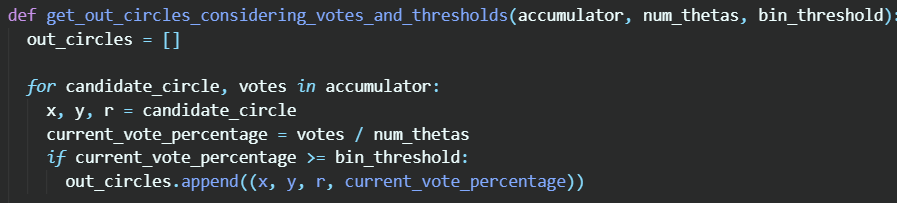 def get_out_circles_considering_votes_and_thresholds(accumulator, num_thetas, bin_threshold):
  out_circles = []

  for candidate_circle, votes in accumulator:
    x, y, r = candidate_circle
    current_vote_percentage = votes / num_thetas
    if current_vote_percentage >= bin_threshold:
      out_circles.append((x, y, r, current_vote_percentage))